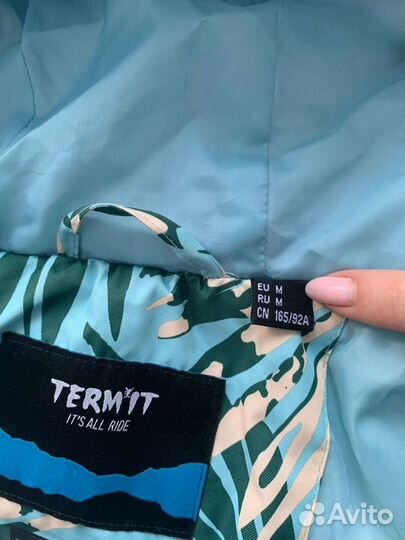 EU M
RU M
CN 165/92A
TERMIT
IT'S ALL RIDE
Avito